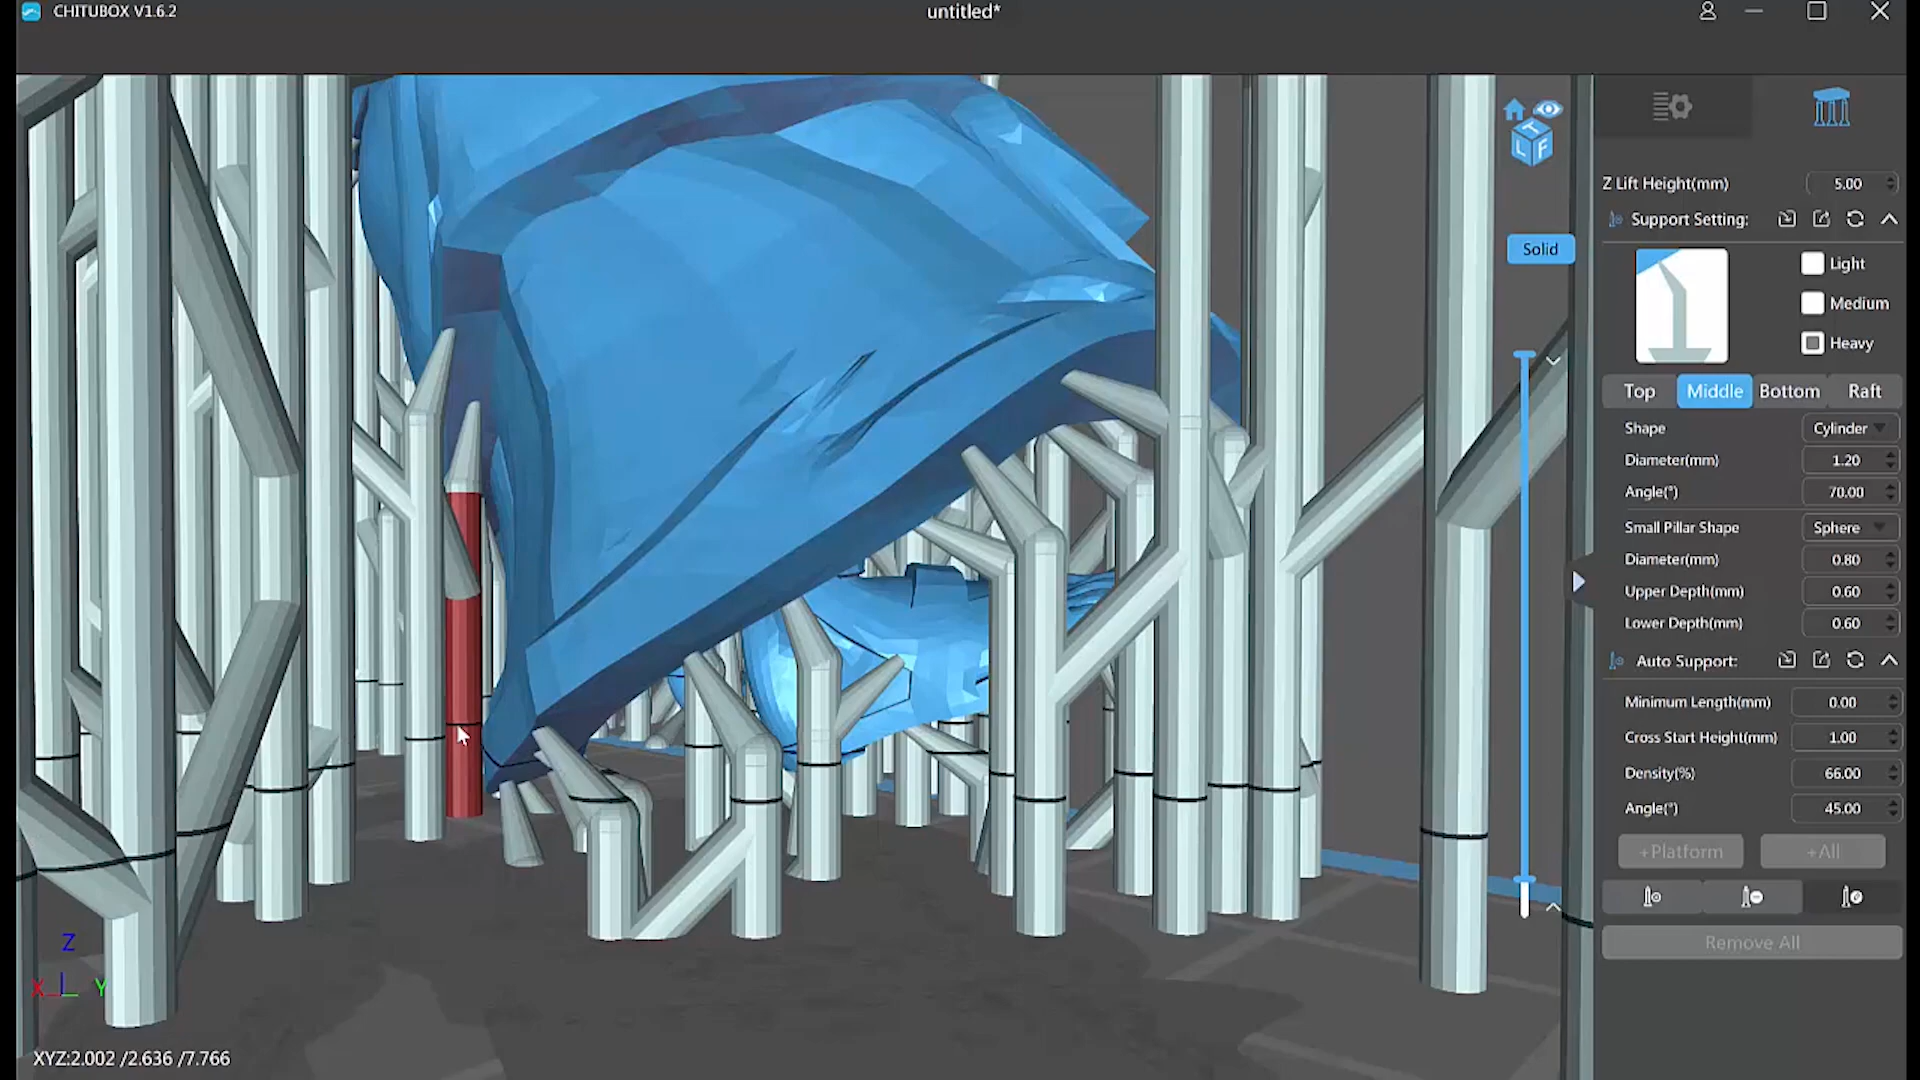 CHITUBOX V1.6.2
untitled*
Z Lift Height(mm) 5.00
Support Setting:
T
L F
Solid
Light
Medium
Heavy
Top Middle Bottom Raft
Shape Cylinder
Diameter(mm) 1.20
Angle(°) 70.00
Small Pillar Shape Sphere
Diameter(mm) 0.80
Upper Depth(mm) 0.60
Lower Depth(mm) 0.60
Auto Support:
Minimum Length(mm) 0.00
Cross Start Height(mm) 1.00
Density(%) 66.00
Angle(°) 45.00
+Platform +All
Remove All
Z
X Y
XYZ:2.002 /2.636 /7.766